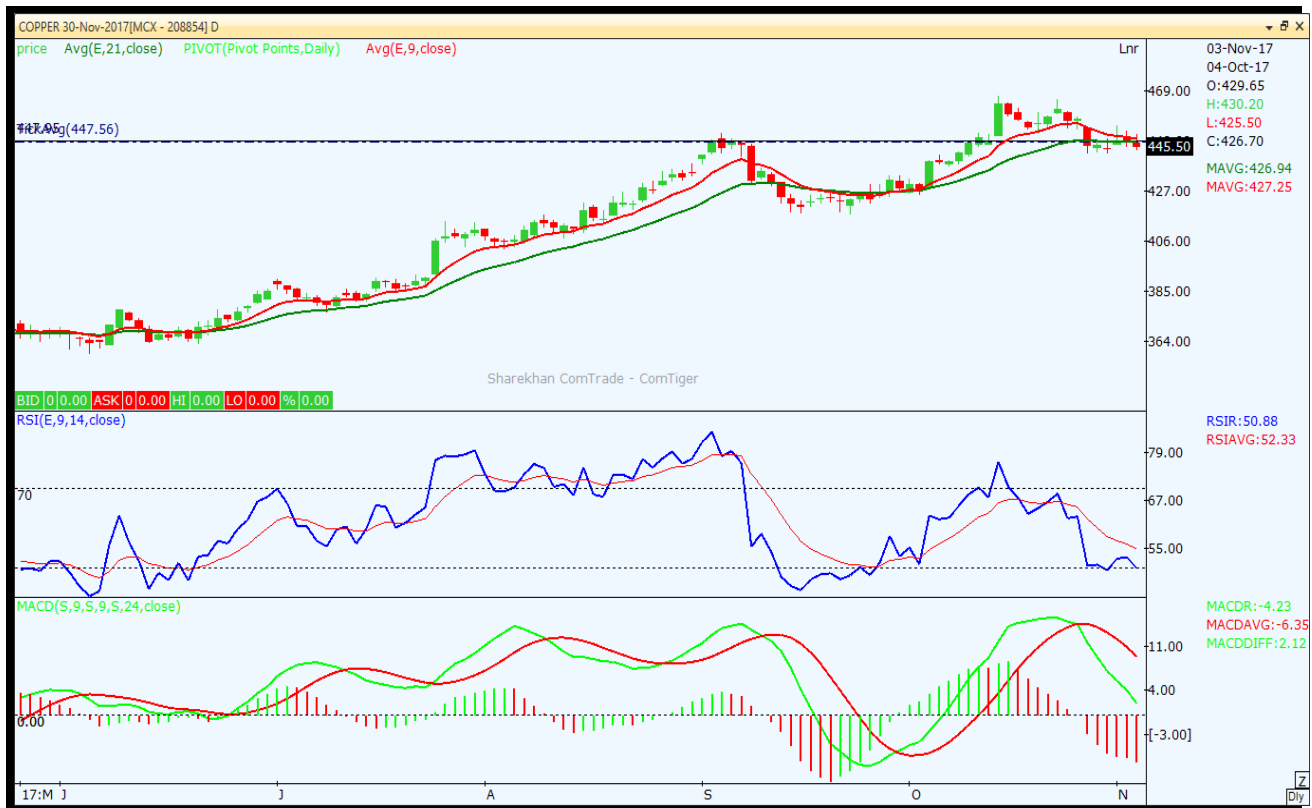 COPPER 30-Nov-2017[MCX - 208854] D
price Avg(E,21,close) PIVOT(Pivot Points,Daily) Avg(E,9,close) Lnr
03-Nov-17
04-Oct-17
O:429.65
H:430.20
L:425.50
C:426.70
MAVG:426.94
MAVG:427.25
469.00
(447.56)
445.50
427.00
406.00
385.00
364.00
Sharekhan ComTrade - ComTiger
BID 0 0.00 ASK 0 0.00 HI 0.00 LO 0.00 % 0.00
RSI(E,9,14,close)
RSIR:50.88
RSIAVG:52.33
79.00
70
67.00
55.00
MACD(S,9,S,9,S,24,close)
MACDR:-4.23
MACDAVG:-6.35
MACDDIFF:2.12
11.00
4.00
0.00
[-3.00]
17:M J J A S O N
Z
Dly